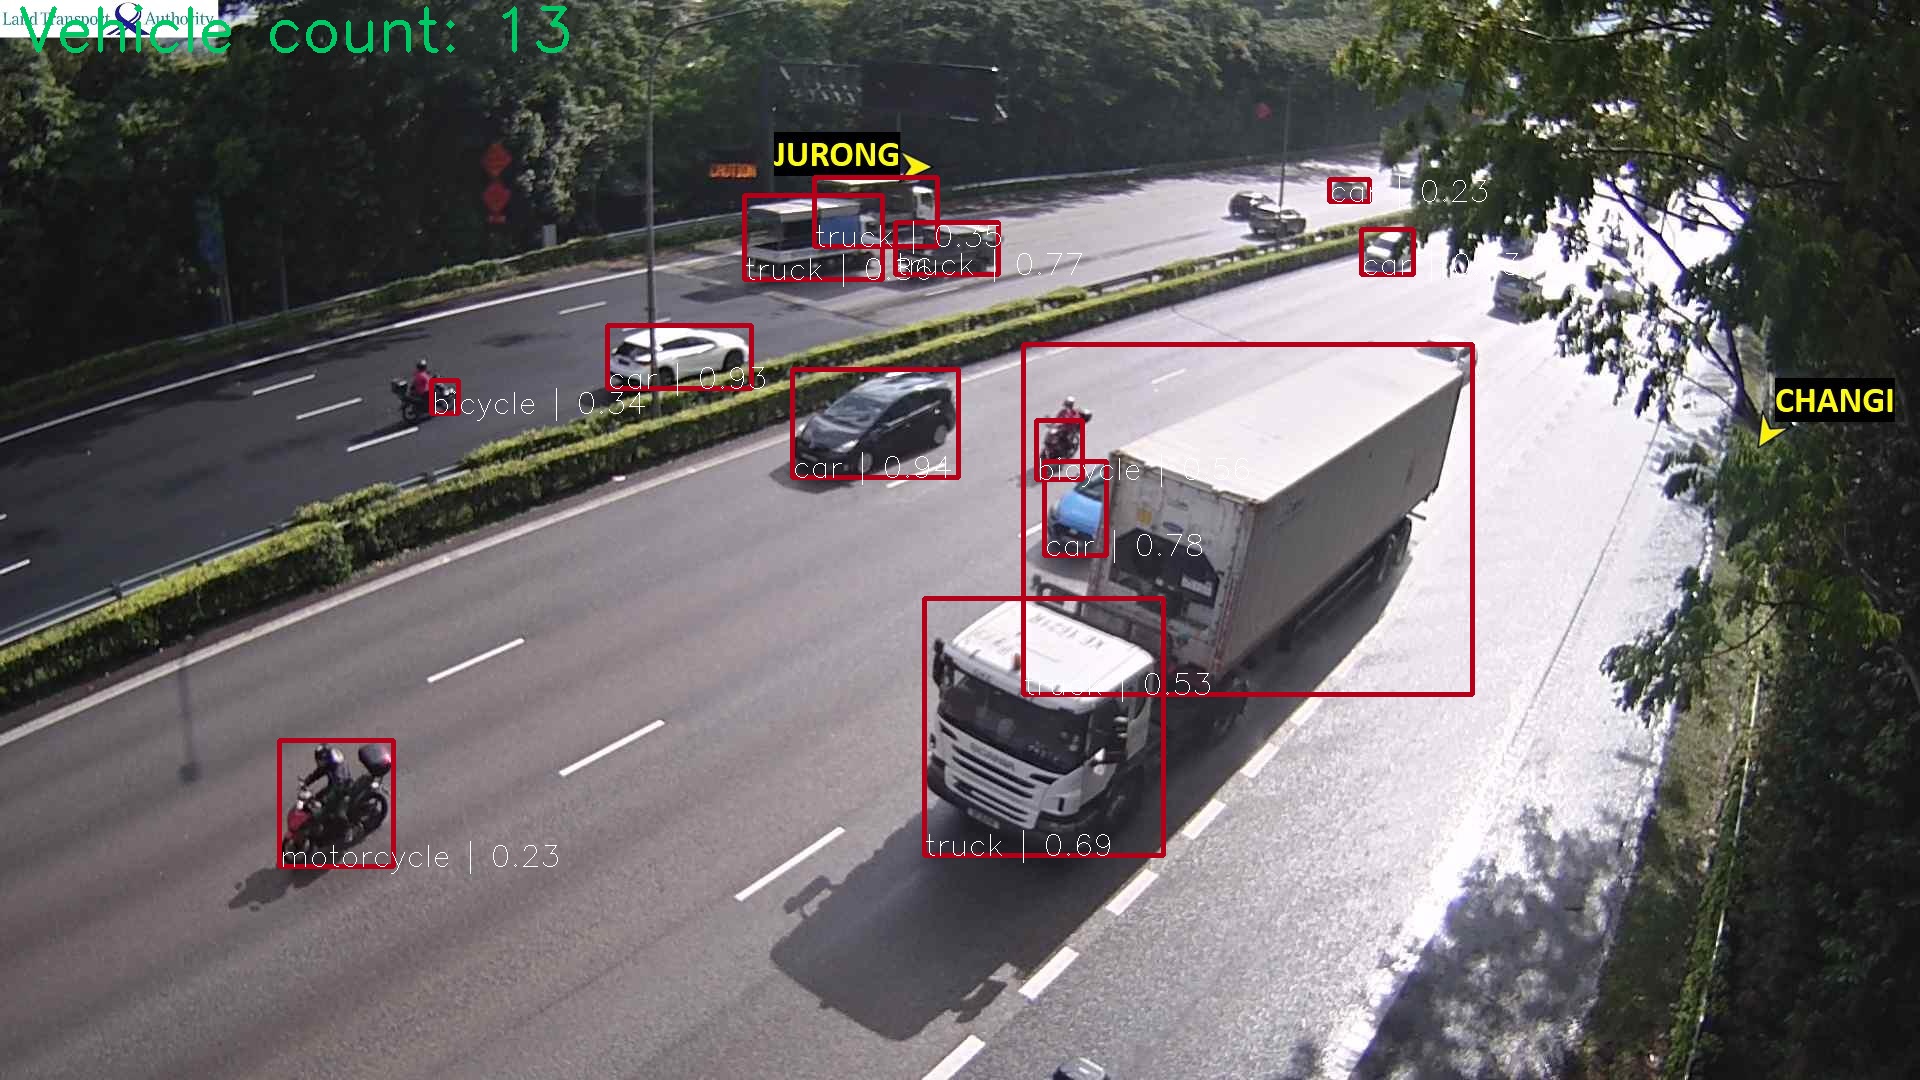 Land Transport Authority
Vehicle count: 13
JURONG
CAUTION
car | 0.23
truck | 0.35
truck | 0.77
truck |
car |
car | 0.93
bicycle | 0.34
CHANGI
car | 0.94
bicycle | 0.56
car | 0.78
truck | 0.53
truck | 0.69
SCANIA
motorcycle | 0.23